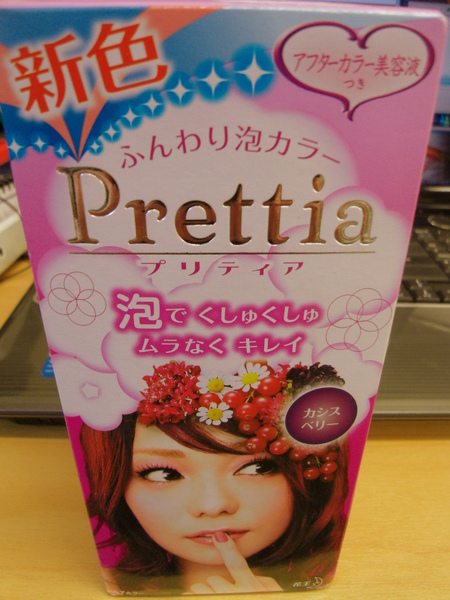 新色
アフターカラー美容液
つき
ふんわり泡カラー
Prettia
プリティア
泡で くしゅくしゅ
ムラなく キレイ
カシス
ベリー
花王